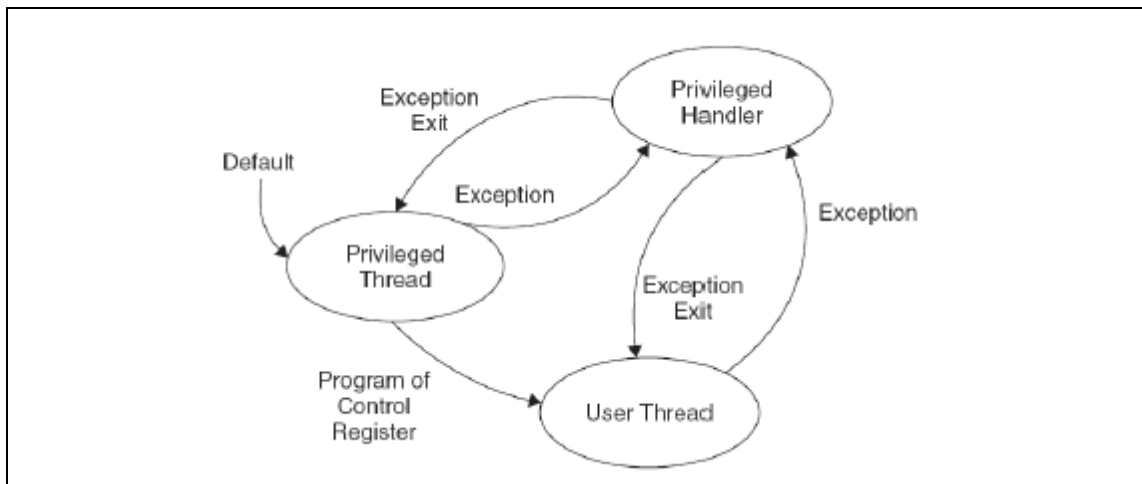 Privileged
Handler
Exception
Exit
Default
Exception
Exception
Privileged
Thread
Exception
Exit
Program of
Control
Register
User Thread